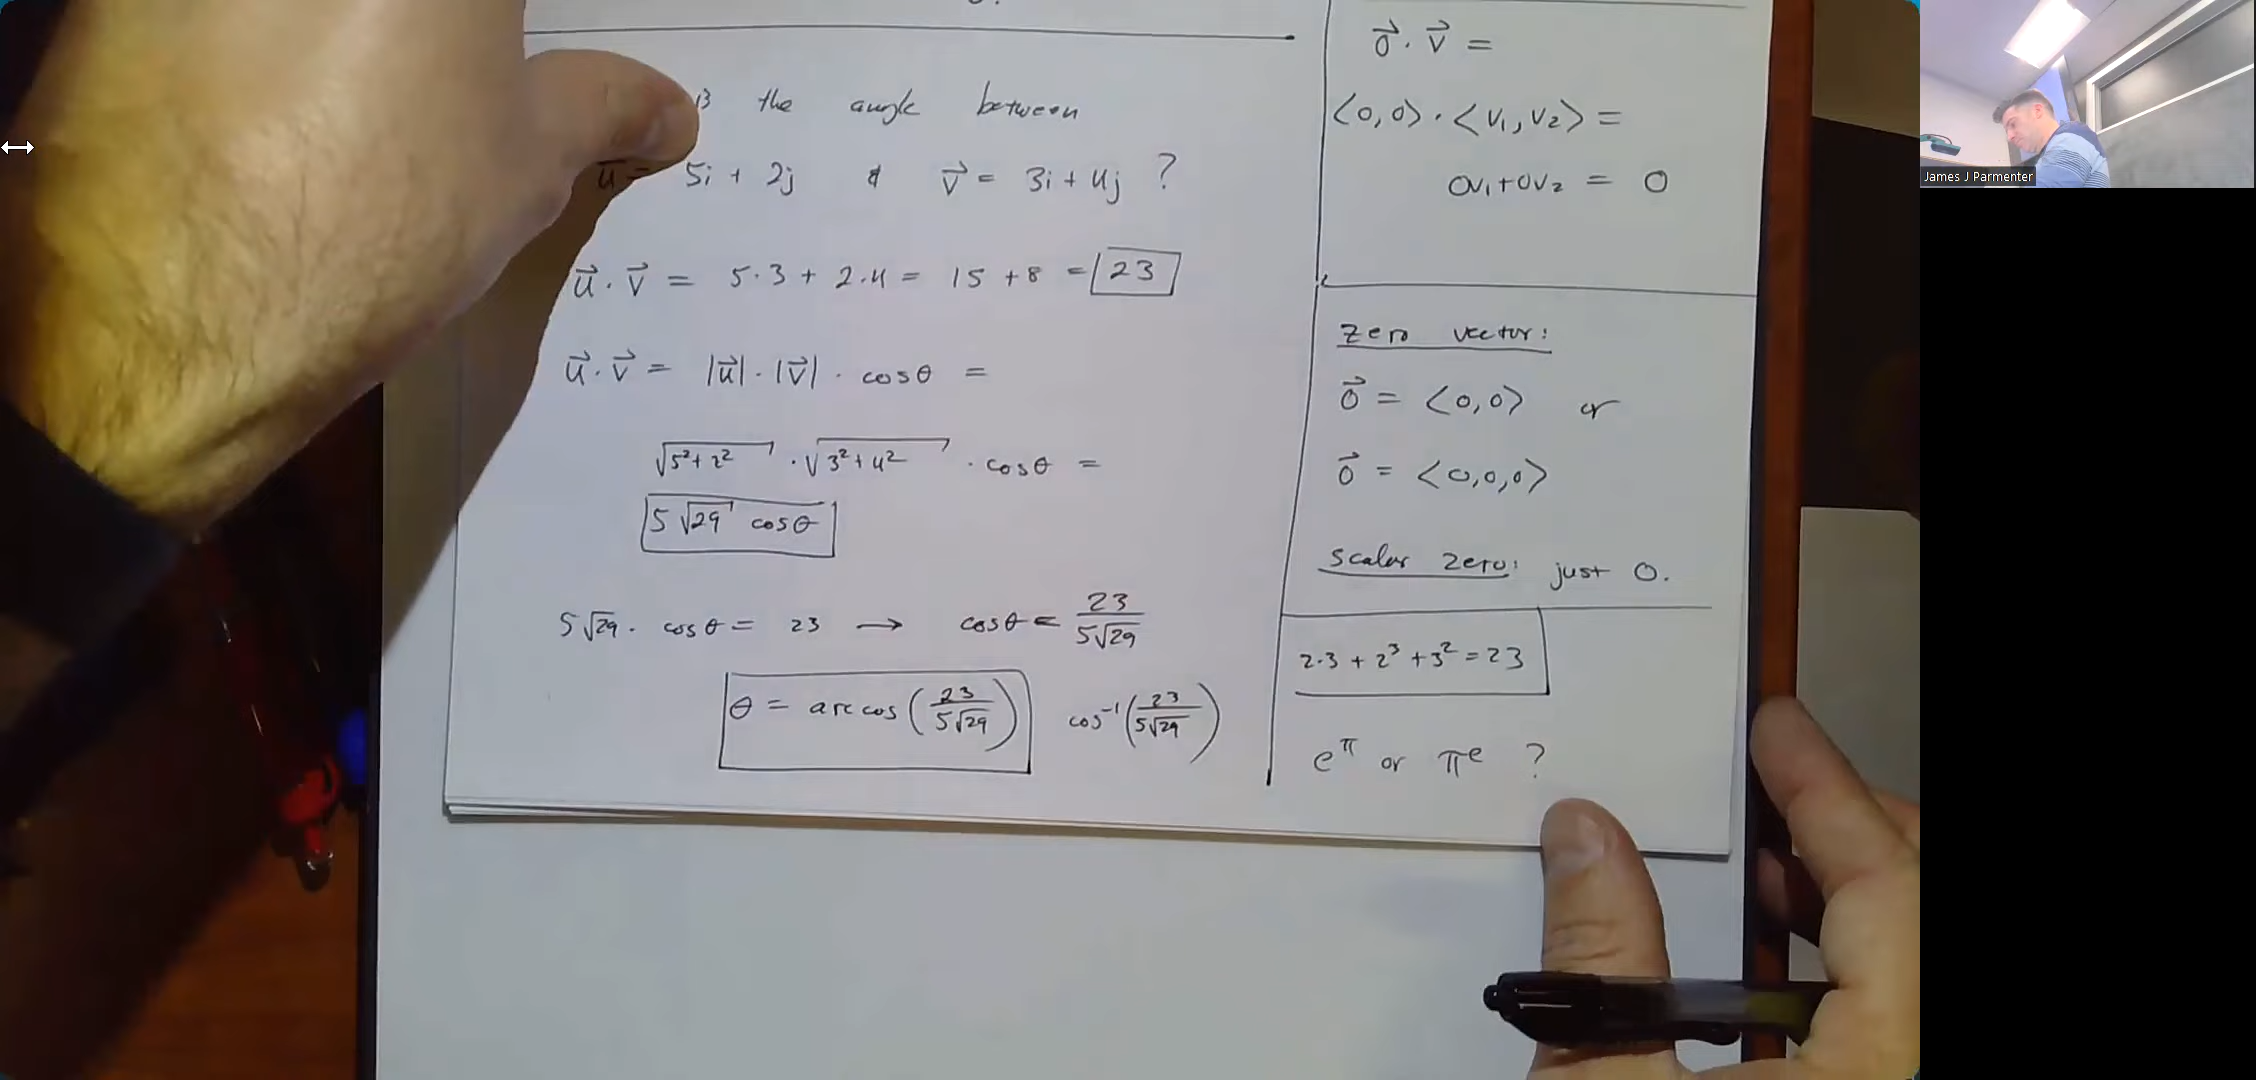 is the angle between
u⃗ = 5i + 2j & v⃗ = 3i + 4j ?
u⃗ · v⃗ = 5·3 + 2·4 = 15 + 8 = 23
u⃗ · v⃗ = |u⃗| · |v⃗| · cosθ =
√5²+2² · √3²+4² · cosθ =
5√29 cosθ
5√29 · cosθ = 23 → cosθ = 23/5√29
θ = arccos (23/5√29) cos⁻¹(23/5√29)
0⃗ · v⃗ =
<0,0> · <v₁, v₂> =
0v₁+0v₂ = 0
Zero vector:
0⃗ = <0,0> or
0⃗ = <0,0,0>
Scalar zero: just 0.
2·3 + 2³ + 3² = 23
e^π or π^e ?
James J Parmenter